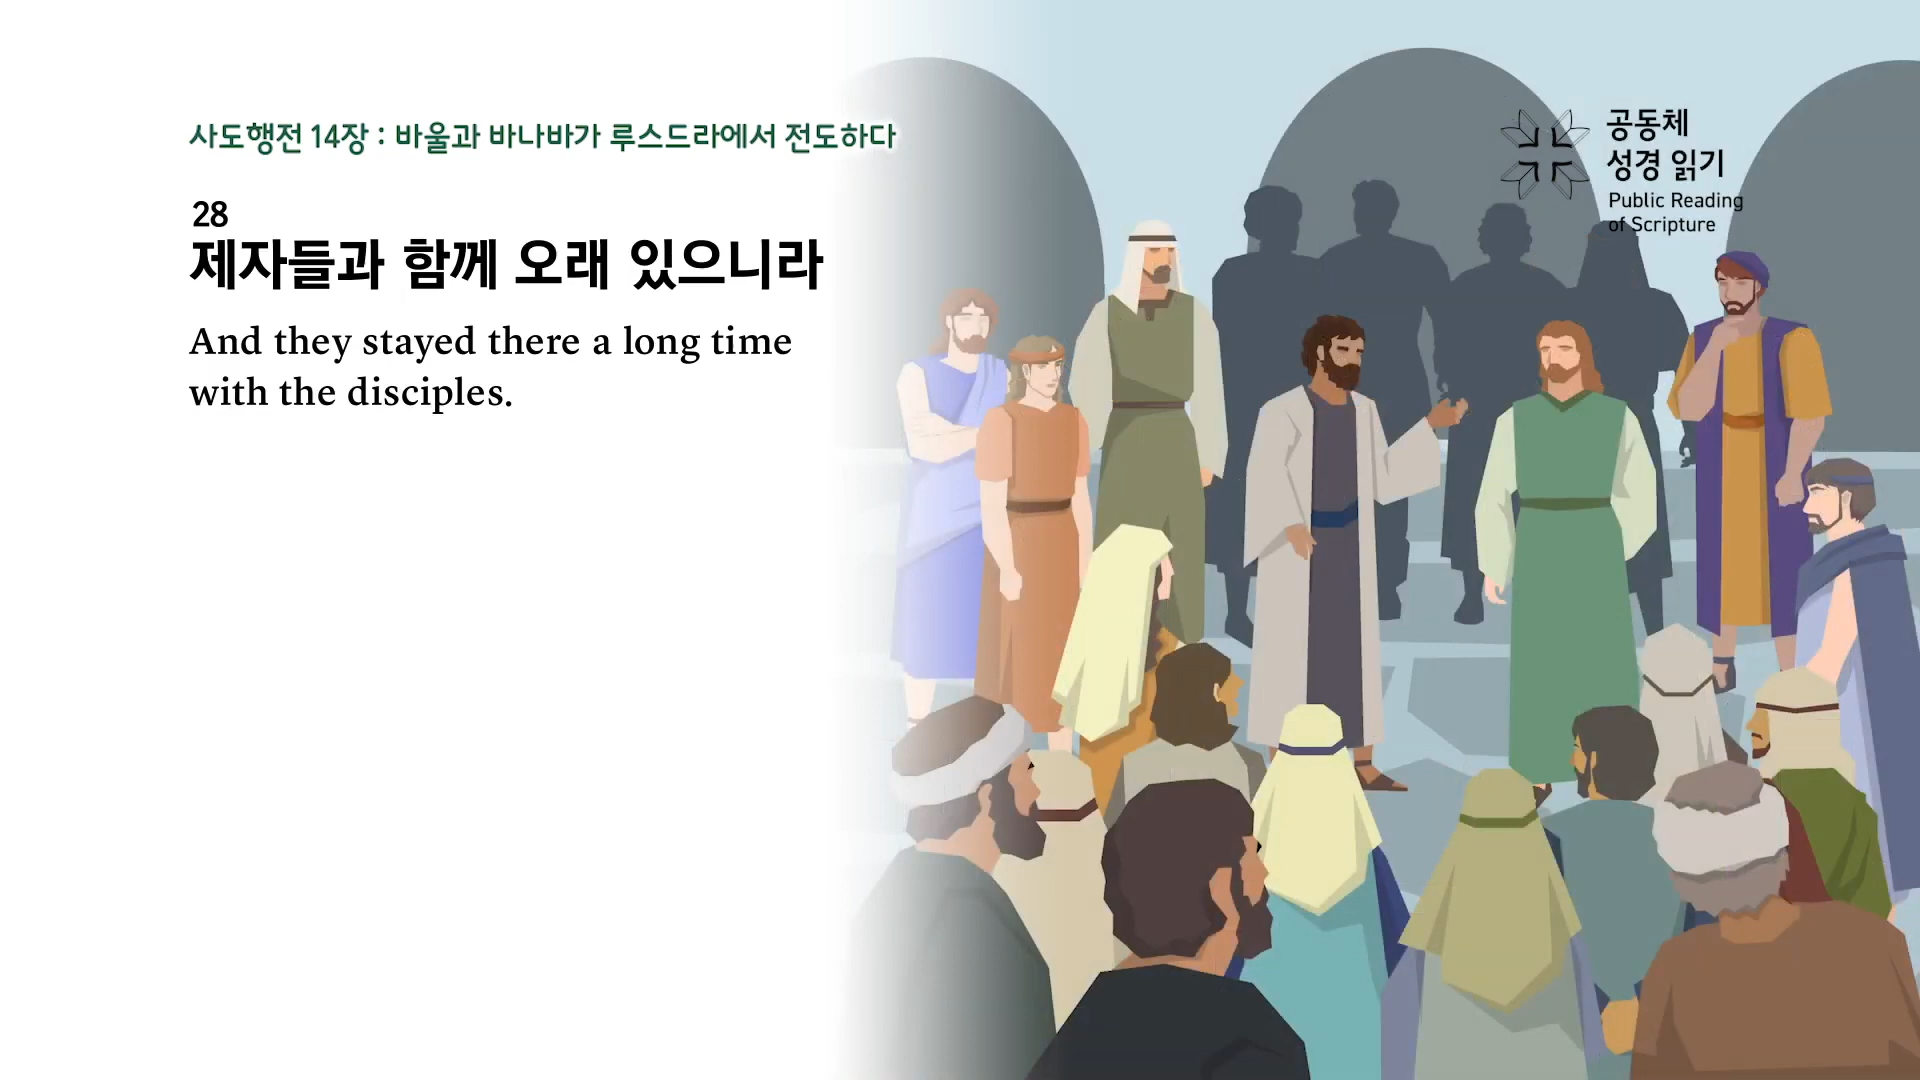 사도행전 14장 : 바울과 바나바가 루스드라에서 전도하다
28
제자들과 함께 오래 있으니라
And they stayed there a long time
with the disciples.
공동체
성경 읽기
Public Reading
of Scripture